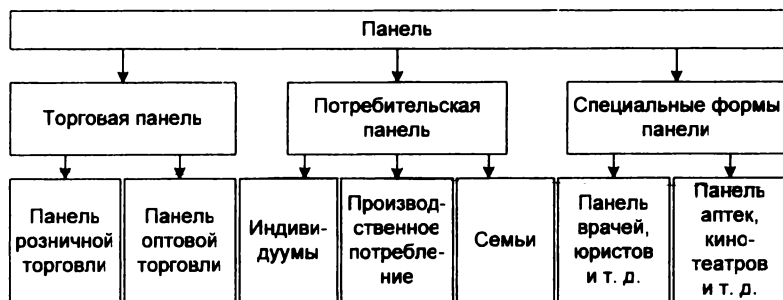 Панель
Торговая панель
Потребительская
панель
Специальные формы
панели
Панель
розничной
торговли
Панель
оптовой
торговли
Индиви-
дуумы
Производ-
ственное
потребле-
ние
Семьи
Панель
врачей,
юристов
и т. д.
Панель
аптек,
кино-
театров
и т. д.